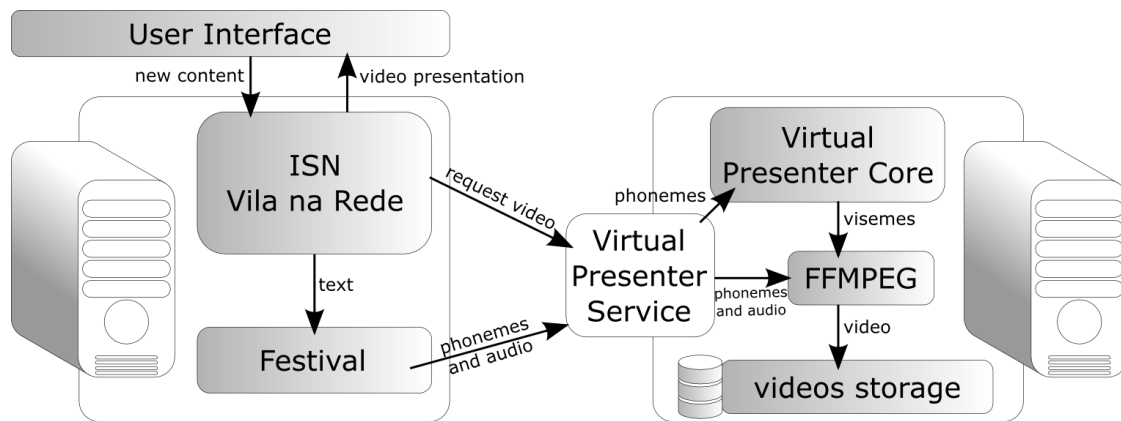 User Interface
new content
video presentation
ISN
Vila na Rede
request video
text
Festival
phonemes
and audio
Virtual
Presenter
Service
phonemes
Virtual
Presenter Core
visemes
phonemes
and audio
FFMPEG
video
videos storage